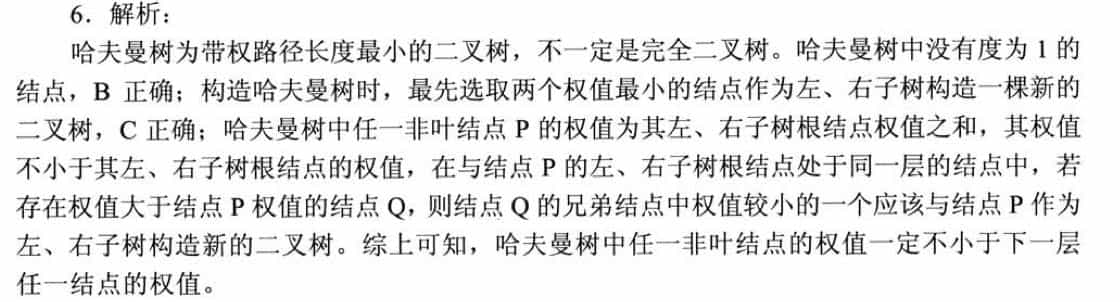 6．解析：
哈夫曼树为带权路径长度最小的二叉树，不一定是完全二叉树。哈夫曼树中没有度为 1 的
结点，B 正确；构造哈夫曼树时，最先选取两个权值最小的结点作为左、右子树构造一棵新的
二叉树，C 正确；哈夫曼树中任一非叶结点 P 的权值为其左、右子树根结点权值之和，其权值
不小于其左、右子树根结点的权值，在与结点 P 的左、右子树根结点处于同一层的结点中，若
存在权值大于结点 P 权值的结点 Q，则结点 Q 的兄弟结点中权值较小的一个应该与结点 P 作为
左、右子树构造新的二叉树。综上可知，哈夫曼树中任一非叶结点的权值一定不小于下一层
任一结点的权值。